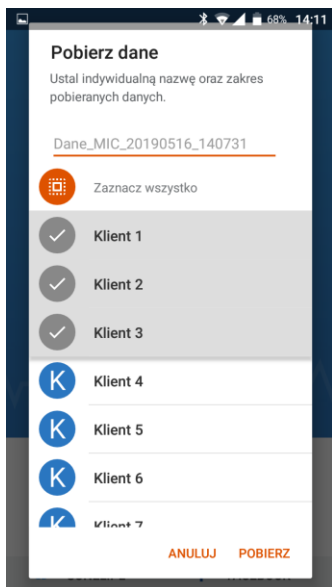 68% 14:11
Pobierz dane
Ustal indywidualną nazwę oraz zakres
pobieranych danych.
Dane_MIC_20190516_140731
Zaznacz wszystko
Klient 1
Klient 2
Klient 3
K Klient 4
K Klient 5
K Klient 6
K Klient 7
ANULUJ POBIERZ